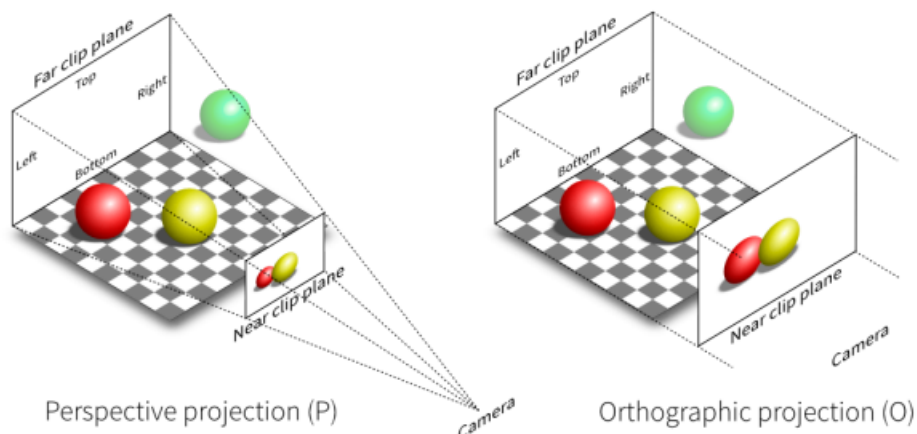 Far clip plane
Top
Right
Left
Bottom
Near clip plane
Camera
Perspective projection (P)
Far clip plane
Top
Right
Left
Bottom
Near clip plane
Camera
Orthographic projection (O)